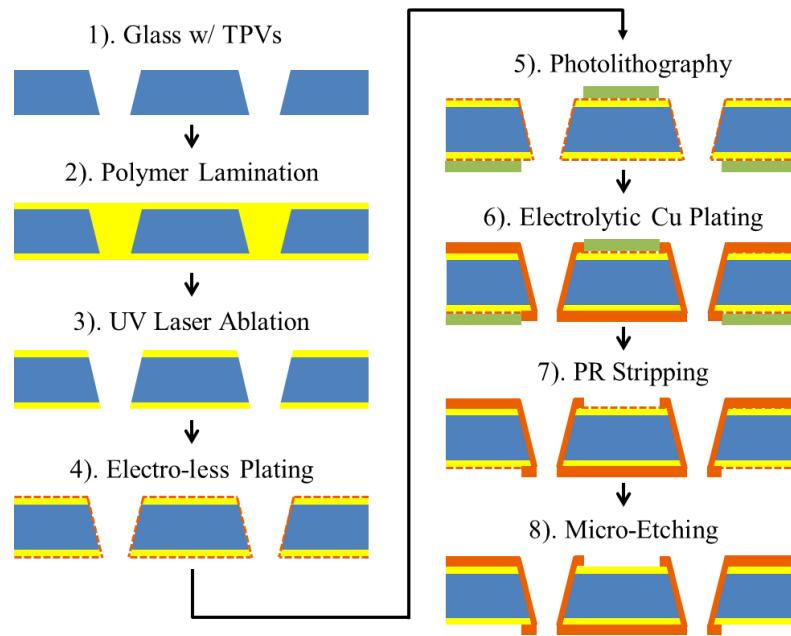 1). Glass w/ TPVs
2). Polymer Lamination
3). UV Laser Ablation
4). Electro-less Plating
5). Photolithography
6). Electrolytic Cu Plating
7). PR Stripping
8). Micro-Etching